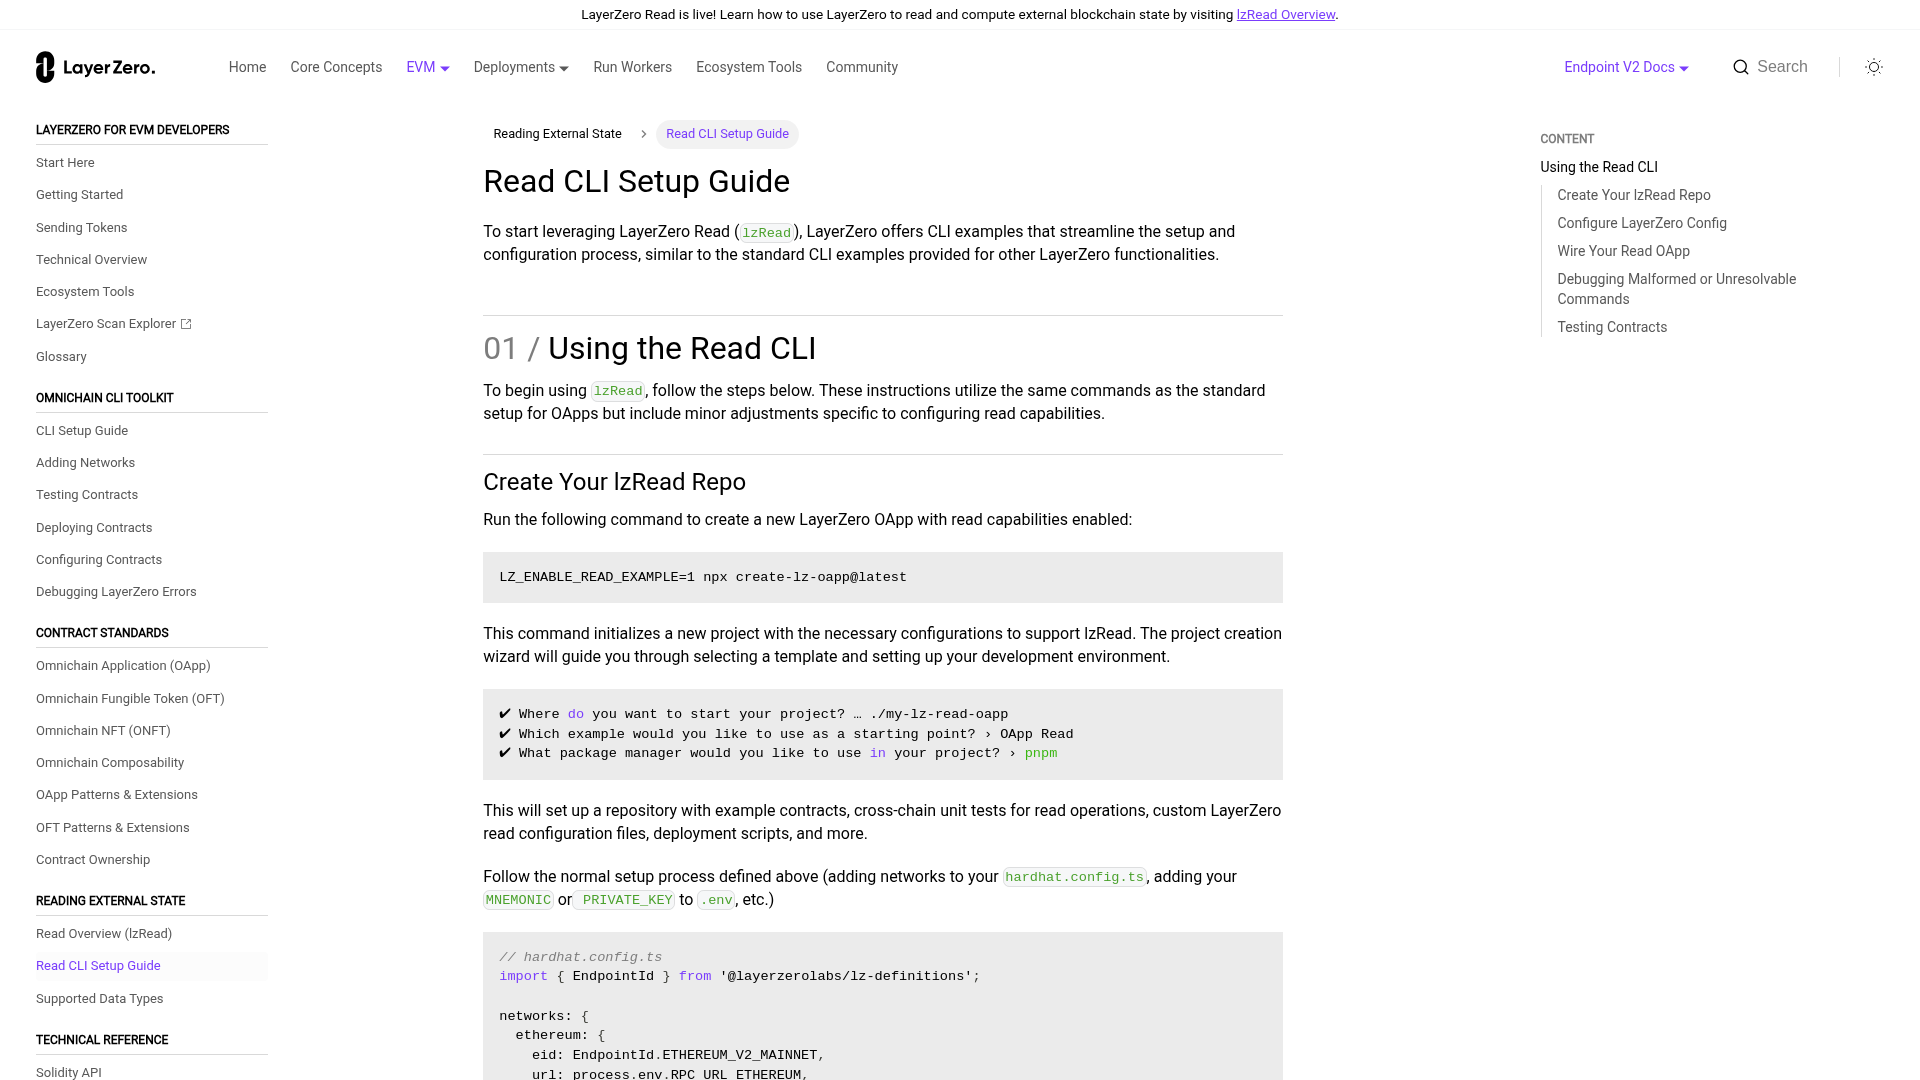 LayerZero Read is live! Learn how to use LayerZero to read and compute external blockchain state by visiting lzRead Overview.
LayerZero.
Home
Core Concepts
EVM
Deployments
Run Workers
Ecosystem Tools
Community
Endpoint V2 Docs
Search
LAYERZERO FOR EVM DEVELOPERS
Start Here
Getting Started
Sending Tokens
Technical Overview
Ecosystem Tools
LayerZero Scan Explorer
Glossary
OMNICHAIN CLI TOOLKIT
CLI Setup Guide
Adding Networks
Testing Contracts
Deploying Contracts
Configuring Contracts
Debugging LayerZero Errors
CONTRACT STANDARDS
Omnichain Application (OApp)
Omnichain Fungible Token (OFT)
Omnichain NFT (ONFT)
Omnichain Composability
OApp Patterns & Extensions
OFT Patterns & Extensions
Contract Ownership
READING EXTERNAL STATE
Read Overview (lzRead)
Read CLI Setup Guide
Supported Data Types
TECHNICAL REFERENCE
Solidity API
Reading External State
Read CLI Setup Guide
Read CLI Setup Guide
To start leveraging LayerZero Read (lzRead), LayerZero offers CLI examples that streamline the setup and
configuration process, similar to the standard CLI examples provided for other LayerZero functionalities.
01 / Using the Read CLI
To begin using lzRead, follow the steps below. These instructions utilize the same commands as the standard
setup for OApps but include minor adjustments specific to configuring read capabilities.
Create Your lzRead Repo
Run the following command to create a new LayerZero OApp with read capabilities enabled:
LZ_ENABLE_READ_EXAMPLE=1 npx create-lz-oapp@latest
This command initializes a new project with the necessary configurations to support lzRead. The project creation
wizard will guide you through selecting a template and setting up your development environment.
✔ Where do you want to start your project? … ./my-lz-read-oapp
✔ Which example would you like to use as a starting point? › OApp Read
✔ What package manager would you like to use in your project? › pnpm
This will set up a repository with example contracts, cross-chain unit tests for read operations, custom LayerZero
read configuration files, deployment scripts, and more.
Follow the normal setup process defined above (adding networks to your hardhat.config.ts, adding your
MNEMONIC or PRIVATE_KEY to .env, etc.)
// hardhat.config.ts
import { EndpointId } from '@layerzerolabs/lz-definitions';
networks: {
ethereum: {
eid: EndpointId.ETHEREUM_V2_MAINNET,
url: process.env.RPC_URL_ETHEREUM,
CONTENT
Using the Read CLI
Create Your lzRead Repo
Configure LayerZero Config
Wire Your Read OApp
Debugging Malformed or Unresolvable
Commands
Testing Contracts